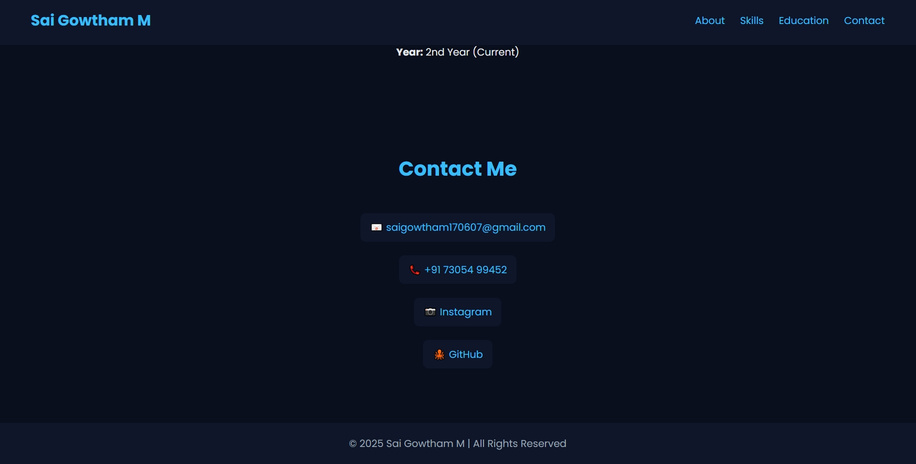 Sai Gowtham M
About Skills Education Contact
Year: 2nd Year (Current)
Contact Me
saigowtham170607@gmail.com
+91 73054 99452
Instagram
GitHub
© 2025 Sai Gowtham M | All Rights Reserved